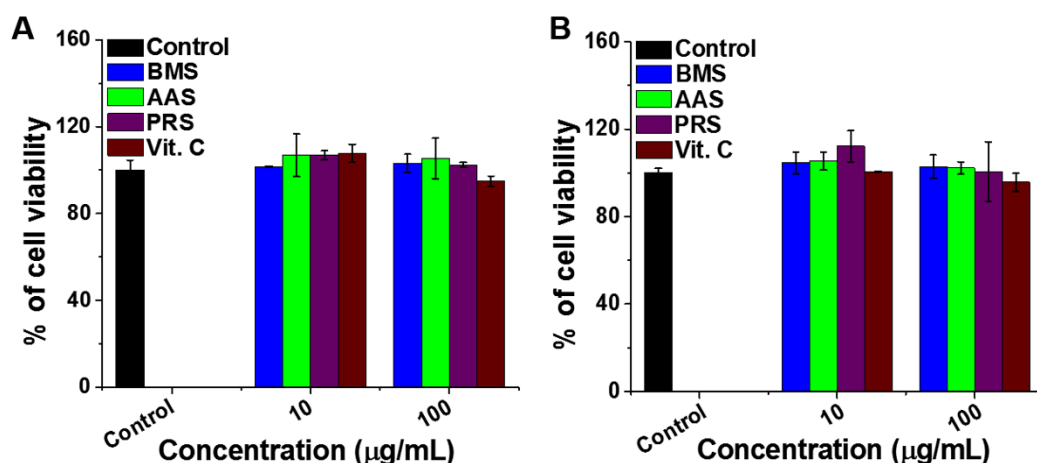 A
160
120
80
40
0
% of cell viability
Control
BMS
AAS
PRS
Vit. C
Control
10
100
Concentration (μg/mL)
B
160
120
80
40
0
% of cell viability
Control
BMS
AAS
PRS
Vit. C
Control
10
100
Concentration (μg/mL)